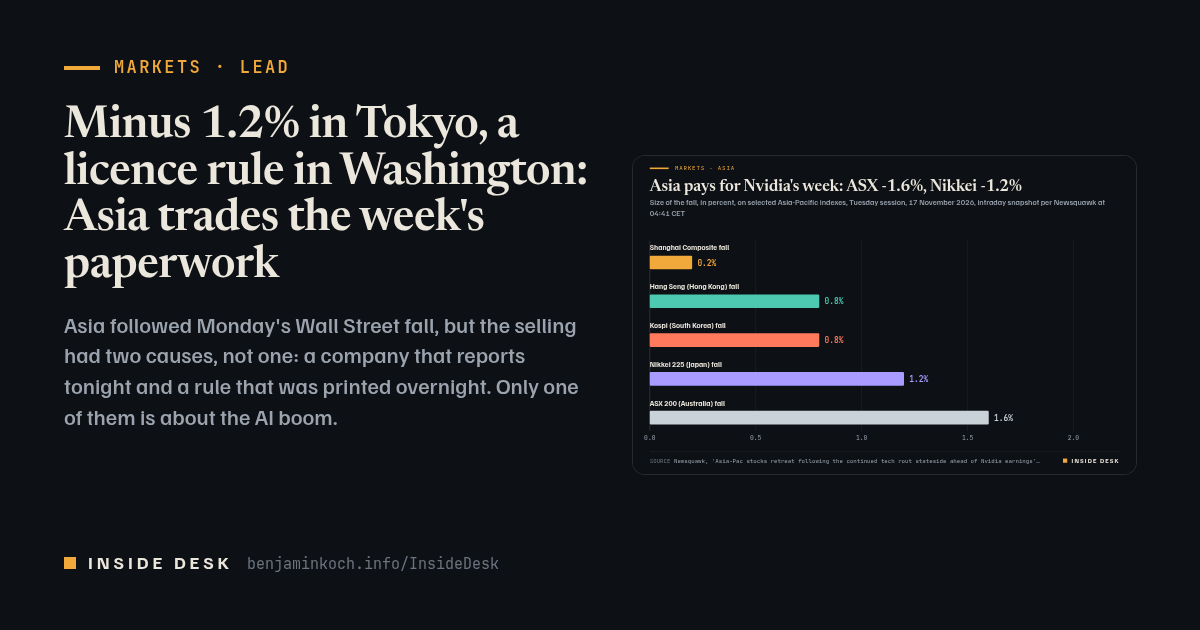 MARKETS · LEAD
Minus 1.2% in Tokyo, a
licence rule in Washington:
Asia trades the week's
paperwork
Asia followed Monday's Wall Street fall, but the selling
had two causes, not one: a company that reports
tonight and a rule that was printed overnight. Only one
of them is about the AI boom.
INSIDE DESK benjaminkoch.info/InsideDesk
MARKETS · ASIA
Asia pays for Nvidia's week: ASX -1.6%, Nikkei -1.2%
Size of the fall, in percent, on selected Asia-Pacific indexes, Tuesday session, 17 November 2026, intraday snapshot per Newsquawk at
04:41 CET
Shanghai Composite fall
0.2%
Hang Seng (Hong Kong) fall
0.8%
Kospi (South Korea) fall
0.8%
Nikkei 225 (Japan) fall
1.2%
ASX 200 (Australia) fall
1.6%
0.0 0.5 1.0 1.5 2.0
SOURCE Newsquawk, 'Asia-Pac stocks retreat following the continued tech rout stateside ahead of Nvidia earnings'…
INSIDE DESK